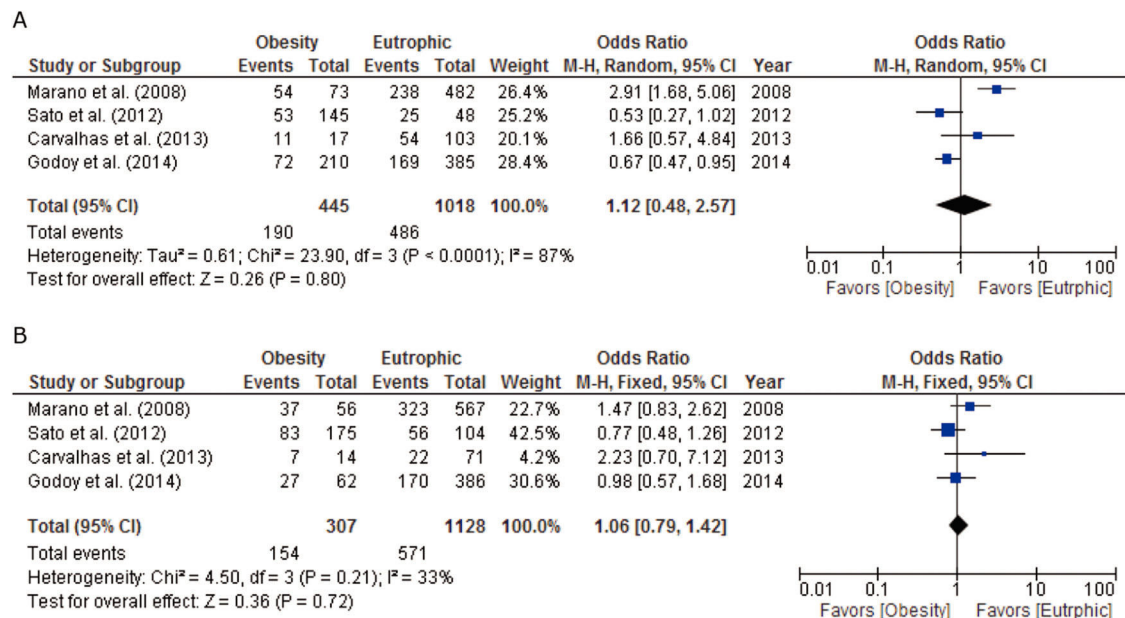 A
Obesity Eutrophic Odds Ratio Odds Ratio
Study or Subgroup Events Total Events Total Weight M-H, Random, 95% CI Year M-H, Random, 95% CI
Marano et al. (2008) 54 73 238 482 26.4% 2.91 [1.68, 5.06] 2008
Sato et al. (2012) 53 145 25 48 25.2% 0.53 [0.27, 1.02] 2012
Carvalhas et al. (2013) 11 17 54 103 20.1% 1.66 [0.57, 4.84] 2013
Godoy et al. (2014) 72 210 169 385 28.4% 0.67 [0.47, 0.95] 2014
Total (95% CI) 445 1018 100.0% 1.12 [0.48, 2.57]
Total events 190 486
Heterogeneity: Tau² = 0.61; Chi² = 23.90, df = 3 (P < 0.0001); I² = 87%
Test for overall effect: Z = 0.26 (P = 0.80)
0.01 0.1 1 10 100
Favors [Obesity] Favors [Eutrphic]
B
Obesity Eutrophic Odds Ratio Odds Ratio
Study or Subgroup Events Total Events Total Weight M-H, Fixed, 95% CI Year M-H, Fixed, 95% CI
Marano et al. (2008) 37 56 323 567 22.7% 1.47 [0.83, 2.62] 2008
Sato et al. (2012) 83 175 56 104 42.5% 0.77 [0.48, 1.26] 2012
Carvalhas et al. (2013) 7 14 22 71 4.2% 2.23 [0.70, 7.12] 2013
Godoy et al. (2014) 27 62 170 386 30.6% 0.98 [0.57, 1.68] 2014
Total (95% CI) 307 1128 100.0% 1.06 [0.79, 1.42]
Total events 154 571
Heterogeneity: Chi² = 4.50, df = 3 (P = 0.21); I² = 33%
Test for overall effect: Z = 0.36 (P = 0.72)
0.01 0.1 1 10 100
Favors [Obesity] Favors [Eutrphic]